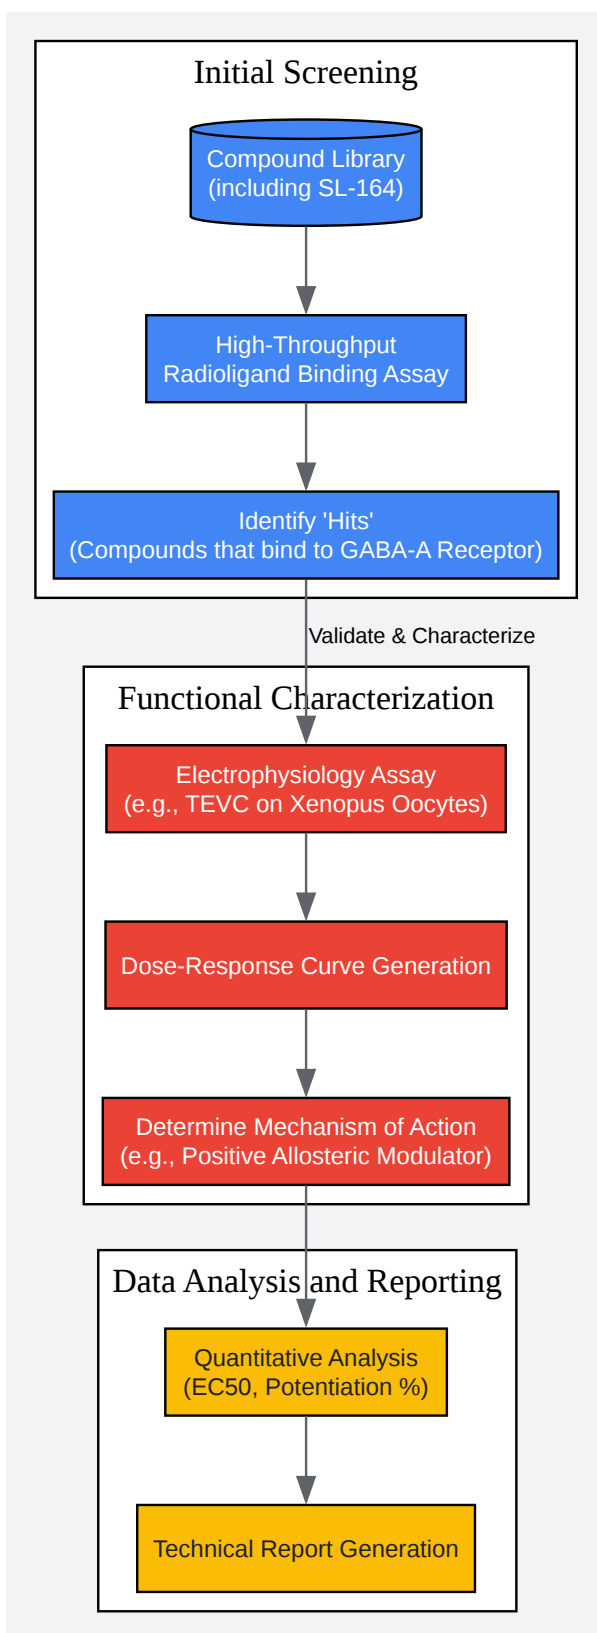 Initial Screening
Compound Library
(including SL-164)
High-Throughput
Radioligand Binding Assay
Identify 'Hits'
(Compounds that bind to GABA-A Receptor)
Validate & Characterize
Functional Characterization
Electrophysiology Assay
(e.g., TEVC on Xenopus Oocytes)
Dose-Response Curve Generation
Determine Mechanism of Action
(e.g., Positive Allosteric Modulator)
Data Analysis and Reporting
Quantitative Analysis
(EC50, Potentiation %)
Technical Report Generation